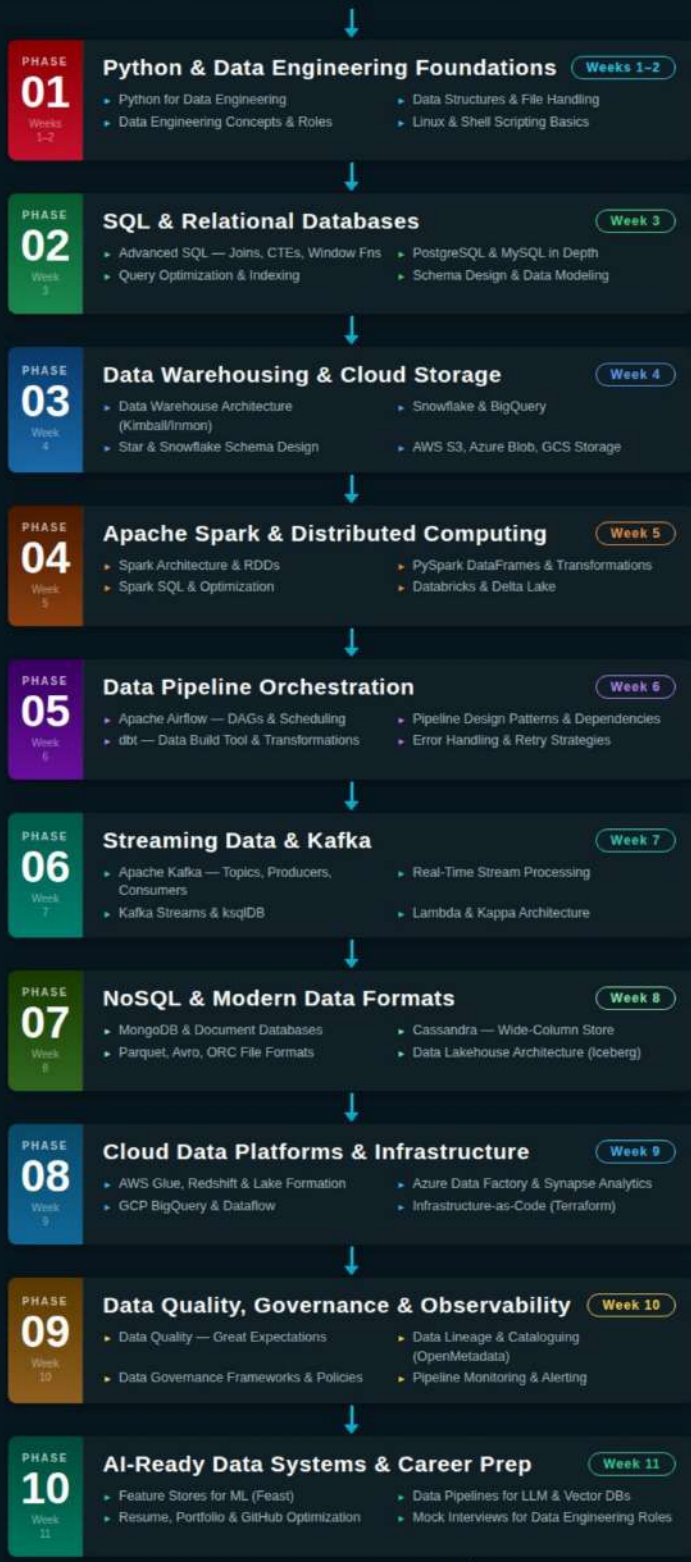 PHASE
01
Weeks
1–2
Python & Data Engineering Foundations
Weeks 1–2
▸ Python for Data Engineering
▸ Data Structures & File Handling
▸ Data Engineering Concepts & Roles
▸ Linux & Shell Scripting Basics
PHASE
02
Week
3
SQL & Relational Databases
Week 3
▸ Advanced SQL — Joins, CTEs, Window Fns
▸ PostgreSQL & MySQL in Depth
▸ Query Optimization & Indexing
▸ Schema Design & Data Modeling
PHASE
03
Week
4
Data Warehousing & Cloud Storage
Week 4
▸ Data Warehouse Architecture
(Kimball/Inmon)
▸ Snowflake & BigQuery
▸ Star & Snowflake Schema Design
▸ AWS S3, Azure Blob, GCS Storage
PHASE
04
Week
5
Apache Spark & Distributed Computing
Week 5
▸ Spark Architecture & RDDs
▸ PySpark DataFrames & Transformations
▸ Spark SQL & Optimization
▸ Databricks & Delta Lake
PHASE
05
Week
6
Data Pipeline Orchestration
Week 6
▸ Apache Airflow — DAGs & Scheduling
▸ Pipeline Design Patterns & Dependencies
▸ dbt — Data Build Tool & Transformations
▸ Error Handling & Retry Strategies
PHASE
06
Week
7
Streaming Data & Kafka
Week 7
▸ Apache Kafka — Topics, Producers,
Consumers
▸ Real-Time Stream Processing
▸ Kafka Streams & ksqlDB
▸ Lambda & Kappa Architecture
PHASE
07
Week
8
NoSQL & Modern Data Formats
Week 8
▸ MongoDB & Document Databases
▸ Cassandra — Wide-Column Store
▸ Parquet, Avro, ORC File Formats
▸ Data Lakehouse Architecture (Iceberg)
PHASE
08
Week
9
Cloud Data Platforms & Infrastructure
Week 9
▸ AWS Glue, Redshift & Lake Formation
▸ Azure Data Factory & Synapse Analytics
▸ GCP BigQuery & Dataflow
▸ Infrastructure-as-Code (Terraform)
PHASE
09
Week
10
Data Quality, Governance & Observability
Week 10
▸ Data Quality — Great Expectations
▸ Data Lineage & Cataloguing
(OpenMetadata)
▸ Data Governance Frameworks & Policies
▸ Pipeline Monitoring & Alerting
PHASE
10
Week
11
AI-Ready Data Systems & Career Prep
Week 11
▸ Feature Stores for ML (Feast)
▸ Data Pipelines for LLM & Vector DBs
▸ Resume, Portfolio & GitHub Optimization
▸ Mock Interviews for Data Engineering Roles